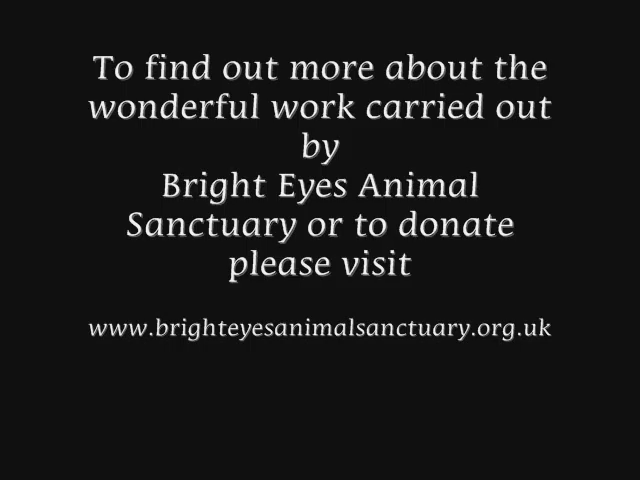 To find out more about the
wonderful work carried out
by
Bright Eyes Animal
Sanctuary or to donate
please visit
www.brighteyesanimalsanctuary.org.uk